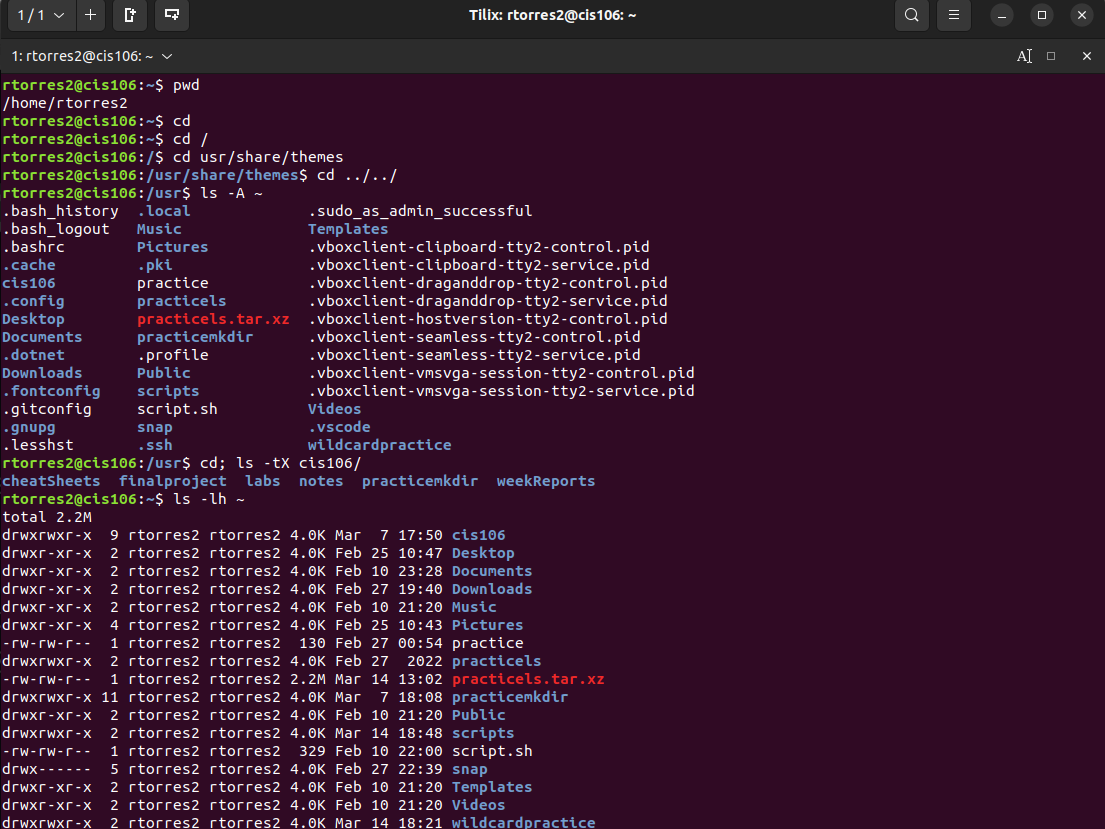 1 / 1
Tilix: rtorres2@cis106: ~
1: rtorres2@cis106: ~
rtorres2@cis106:~$ pwd
/home/rtorres2
rtorres2@cis106:~$ cd
rtorres2@cis106:~$ cd /
rtorres2@cis106:/$ cd usr/share/themes
rtorres2@cis106:/usr/share/themes$ cd ../../
rtorres2@cis106:/usr$ ls -A ~
.bash_history  .local             .sudo_as_admin_successful
.bash_logout   Music              Templates
.bashrc        Pictures           .vboxclient-clipboard-tty2-control.pid
.cache         .pki               .vboxclient-clipboard-tty2-service.pid
cis106         practice           .vboxclient-draganddrop-tty2-control.pid
.config        practicels         .vboxclient-draganddrop-tty2-service.pid
Desktop        practicels.tar.xz  .vboxclient-hostversion-tty2-control.pid
Documents      practicemkdir      .vboxclient-seamless-tty2-control.pid
.dotnet        .profile           .vboxclient-seamless-tty2-service.pid
Downloads      Public             .vboxclient-vmsvga-session-tty2-control.pid
.fontconfig    scripts            .vboxclient-vmsvga-session-tty2-service.pid
.gitconfig     script.sh          Videos
.gnupg         snap               .vscode
.lesshst       .ssh               wildcardpractice
rtorres2@cis106:/usr$ cd; ls -tX cis106/
cheatSheets  finalproject  labs  notes  practicemkdir  weekReports
rtorres2@cis106:~$ ls -lh ~
total 2.2M
drwxrwxr-x  9 rtorres2 rtorres2 4.0K Mar  7 17:50 cis106
drwxr-xr-x  2 rtorres2 rtorres2 4.0K Feb 25 10:47 Desktop
drwxr-xr-x  2 rtorres2 rtorres2 4.0K Feb 10 23:28 Documents
drwxr-xr-x  2 rtorres2 rtorres2 4.0K Feb 27 19:40 Downloads
drwxr-xr-x  2 rtorres2 rtorres2 4.0K Feb 10 21:20 Music
drwxr-xr-x  4 rtorres2 rtorres2 4.0K Feb 25 10:43 Pictures
-rw-rw-r--  1 rtorres2 rtorres2  130 Feb 27 00:54 practice
drwxrwxr-x  2 rtorres2 rtorres2 4.0K Feb 27  2022 practicels
-rw-rw-r--  1 rtorres2 rtorres2 2.2M Mar 14 13:02 practicels.tar.xz
drwxrwxr-x 11 rtorres2 rtorres2 4.0K Mar  7 18:08 practicemkdir
drwxr-xr-x  2 rtorres2 rtorres2 4.0K Feb 10 21:20 Public
drwxrwxr-x  2 rtorres2 rtorres2 4.0K Mar 14 18:48 scripts
-rw-rw-r--  1 rtorres2 rtorres2  329 Feb 10 22:00 script.sh
drwx------  5 rtorres2 rtorres2 4.0K Feb 27 22:39 snap
drwxr-xr-x  2 rtorres2 rtorres2 4.0K Feb 10 21:20 Templates
drwxr-xr-x  2 rtorres2 rtorres2 4.0K Feb 10 21:20 Videos
drwxrwxr-x  2 rtorres2 rtorres2 4.0K Mar 14 18:21 wildcardpractice